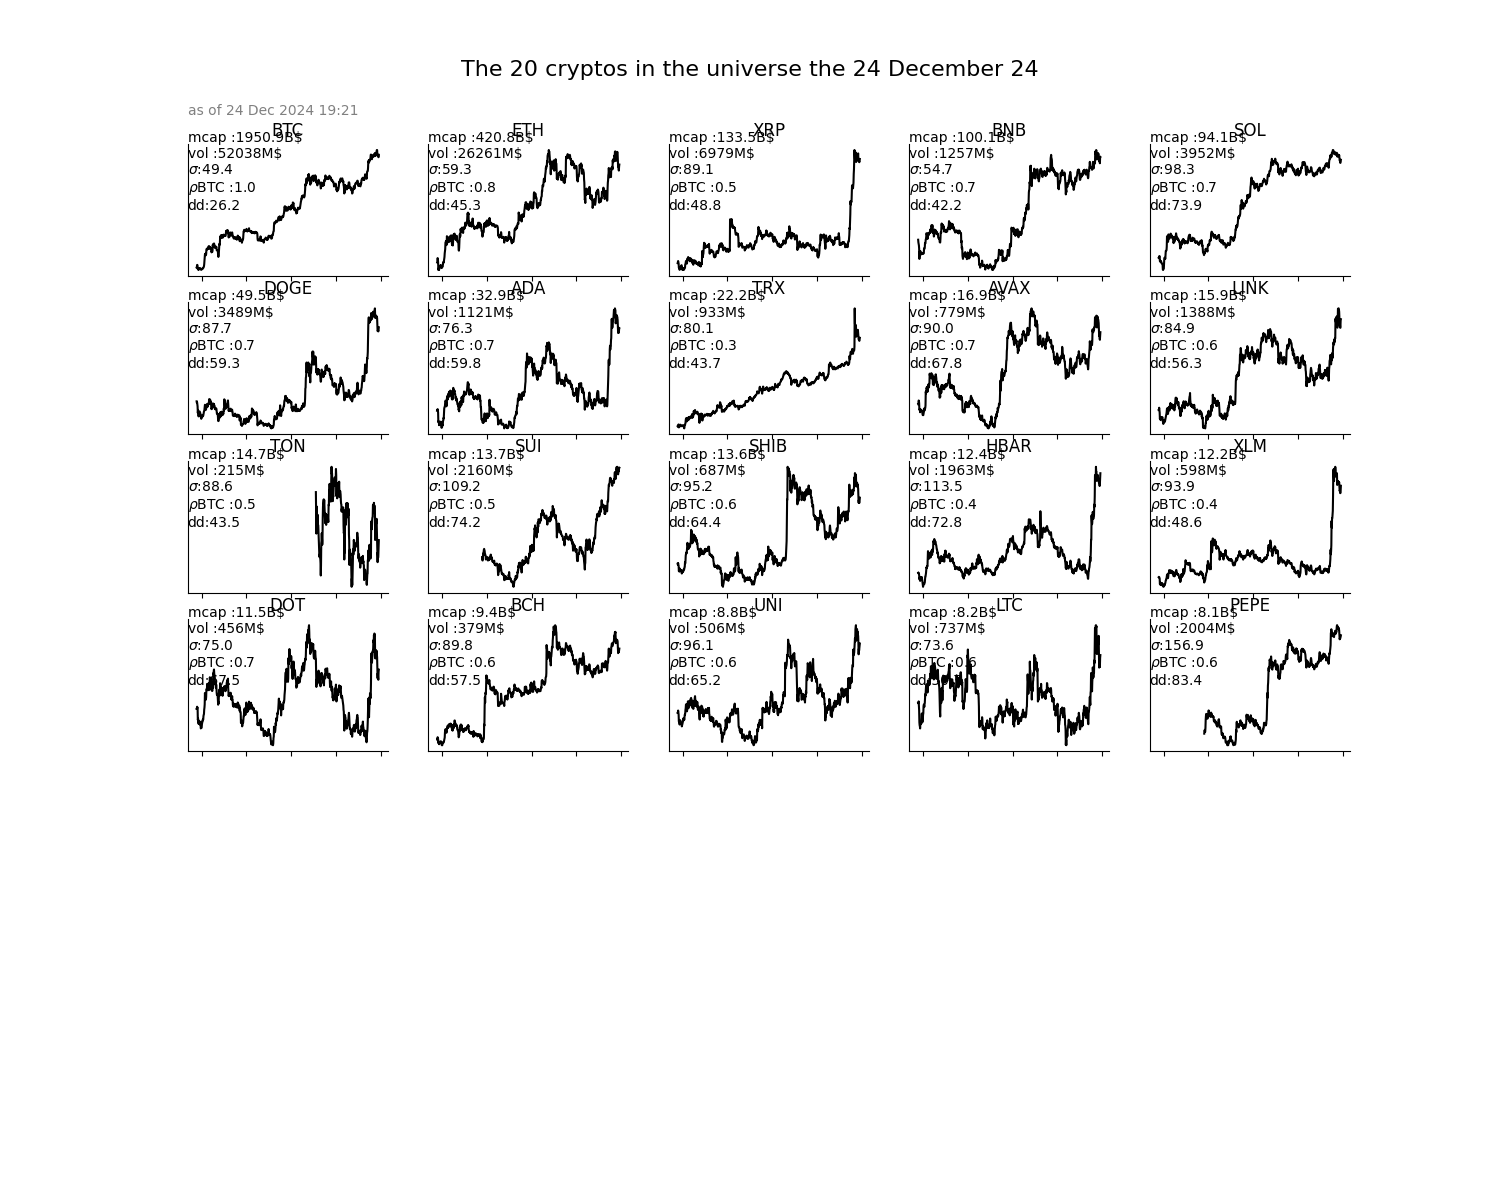 The 20 cryptos in the universe the 24 December 24
as of 24 Dec 2024 19:21
BTC
mcap :1950.9B$
vol :52038M$
σ:49.4
ρBTC :1.0
dd:26.2
ETH
mcap :420.8B$
vol :26261M$
σ:59.3
ρBTC :0.8
dd:45.3
XRP
mcap :133.5B$
vol :6979M$
σ:89.1
ρBTC :0.5
dd:48.8
BNB
mcap :100.1B$
vol :1257M$
σ:54.7
ρBTC :0.7
dd:42.2
SOL
mcap :94.1B$
vol :3952M$
σ:98.3
ρBTC :0.7
dd:73.9
DOGE
mcap :49.5B$
vol :3489M$
σ:87.7
ρBTC :0.7
dd:59.3
ADA
mcap :32.9B$
vol :1121M$
σ:76.3
ρBTC :0.7
dd:59.8
TRX
mcap :22.2B$
vol :933M$
σ:80.1
ρBTC :0.3
dd:43.7
AVAX
mcap :16.9B$
vol :779M$
σ:90.0
ρBTC :0.7
dd:67.8
LINK
mcap :15.9B$
vol :1388M$
σ:84.9
ρBTC :0.6
dd:56.3
TON
mcap :14.7B$
vol :215M$
σ:88.6
ρBTC :0.5
dd:43.5
SUI
mcap :13.7B$
vol :2160M$
σ:109.2
ρBTC :0.5
dd:74.2
SHIB
mcap :13.6B$
vol :687M$
σ:95.2
ρBTC :0.6
dd:64.4
HBAR
mcap :12.4B$
vol :1963M$
σ:113.5
ρBTC :0.4
dd:72.8
XLM
mcap :12.2B$
vol :598M$
σ:93.9
ρBTC :0.4
dd:48.6
DOT
mcap :11.5B$
vol :456M$
σ:75.0
ρBTC :0.7
BCH
mcap :9.4B$
vol :379M$
σ:89.8
ρBTC :0.6
dd:57.5
UNI
mcap :8.8B$
vol :506M$
σ:96.1
ρBTC :0.6
dd:65.2
LTC
mcap :8.2B$
vol :737M$
σ:73.6
ρBTC :0.6
PEPE
mcap :8.1B$
vol :2004M$
σ:156.9
ρBTC :0.6
dd:83.4